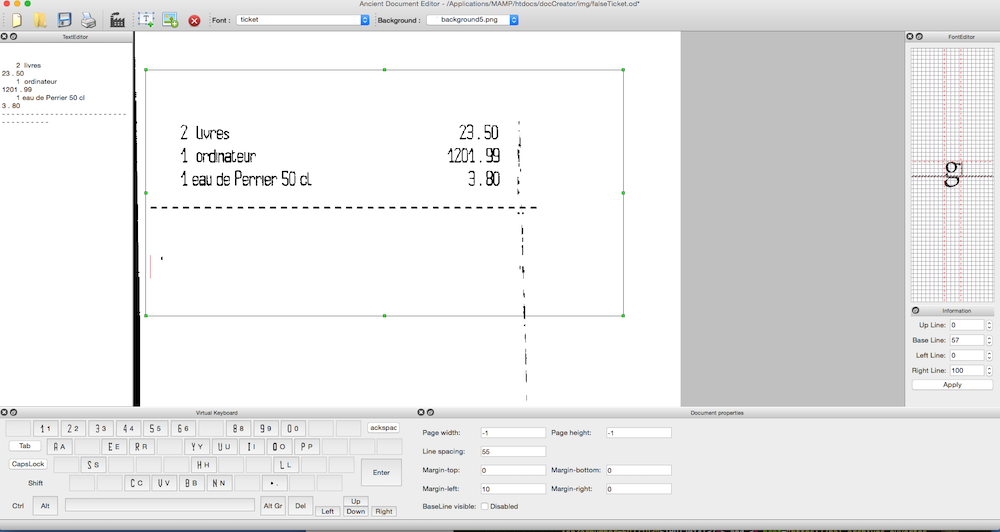 Ancient Document Editor - /Applications/MAMP/htdocs/docCreator/img/falseTicket.od*
Font : ticket Background : background5.png
TextEditor
2 livres
23 . 50
1 ordinateur
1201 . 99
1 eau de Perrier 50 cl
3 . 80
- - - - - - - - - - - - - - - - - - - - - - - - - - - - - -
- - - - - - - - - - -
2 livres 23.50
1 ordinateur 1201.99
1 eau de Perrier 50 cl 3.80
- - - - - - - - - - - - - - - - - - - - - - - - - - - - - - - - - - - - - - - -
FontEditor
g
Information
Up Line: 0
Base Line: 57
Left Line: 0
Right Line: 100
Apply
Virtual Keyboard
1 1 2 2 3 3 4 4 5 5 6 6 8 8 9 9 0 0 ackspac
Tab A A E E R R Y Y U U I I O O P P
CapsLock S S H H L L Enter
Shift C C U V B B N N • .
Ctrl Alt Alt Gr Del Left Up Down Right
Document properties
Page width: -1 Page height: -1
Line spacing: 55
Margin-top: 0 Margin-bottom: 0
Margin-left: 10 Margin-right: 0
BaseLine visible: Disabled